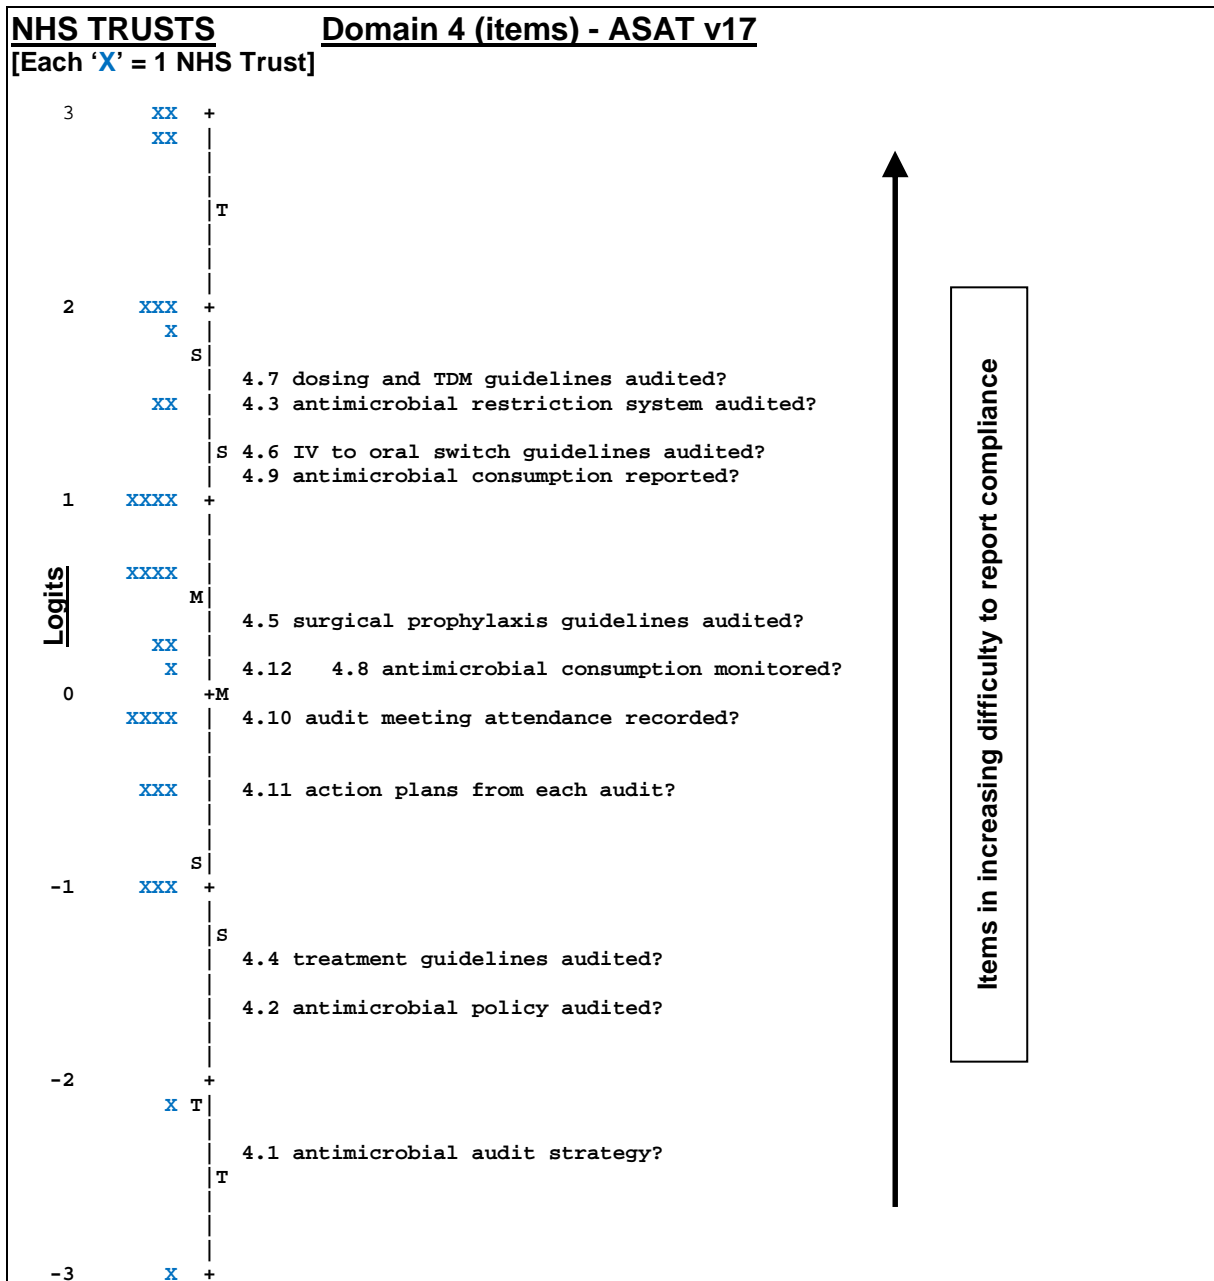 NHS TRUSTS Domain 4 (items) - ASAT v17
[Each ‘X’ = 1 NHS Trust]
3 XX +
XX |
|
|
|T
|
|
|
2 XXX +
X |
S|
| 4.7 dosing and TDM guidelines audited?
XX | 4.3 antimicrobial restriction system audited?
|
|S 4.6 IV to oral switch guidelines audited?
| 4.9 antimicrobial consumption reported?
1 XXXX +
|
|
XXXX |
M|
| 4.5 surgical prophylaxis guidelines audited?
XX |
X | 4.12 4.8 antimicrobial consumption monitored?
0 +M
XXXX | 4.10 audit meeting attendance recorded?
|
|
XXX | 4.11 action plans from each audit?
|
|
S|
-1 XXX +
|
|S
| 4.4 treatment guidelines audited?
|
| 4.2 antimicrobial policy audited?
|
|
-2 +
X T|
|
| 4.1 antimicrobial audit strategy?
|T
|
|
|
-3 X +
Logits
Items in increasing difficulty to report compliance